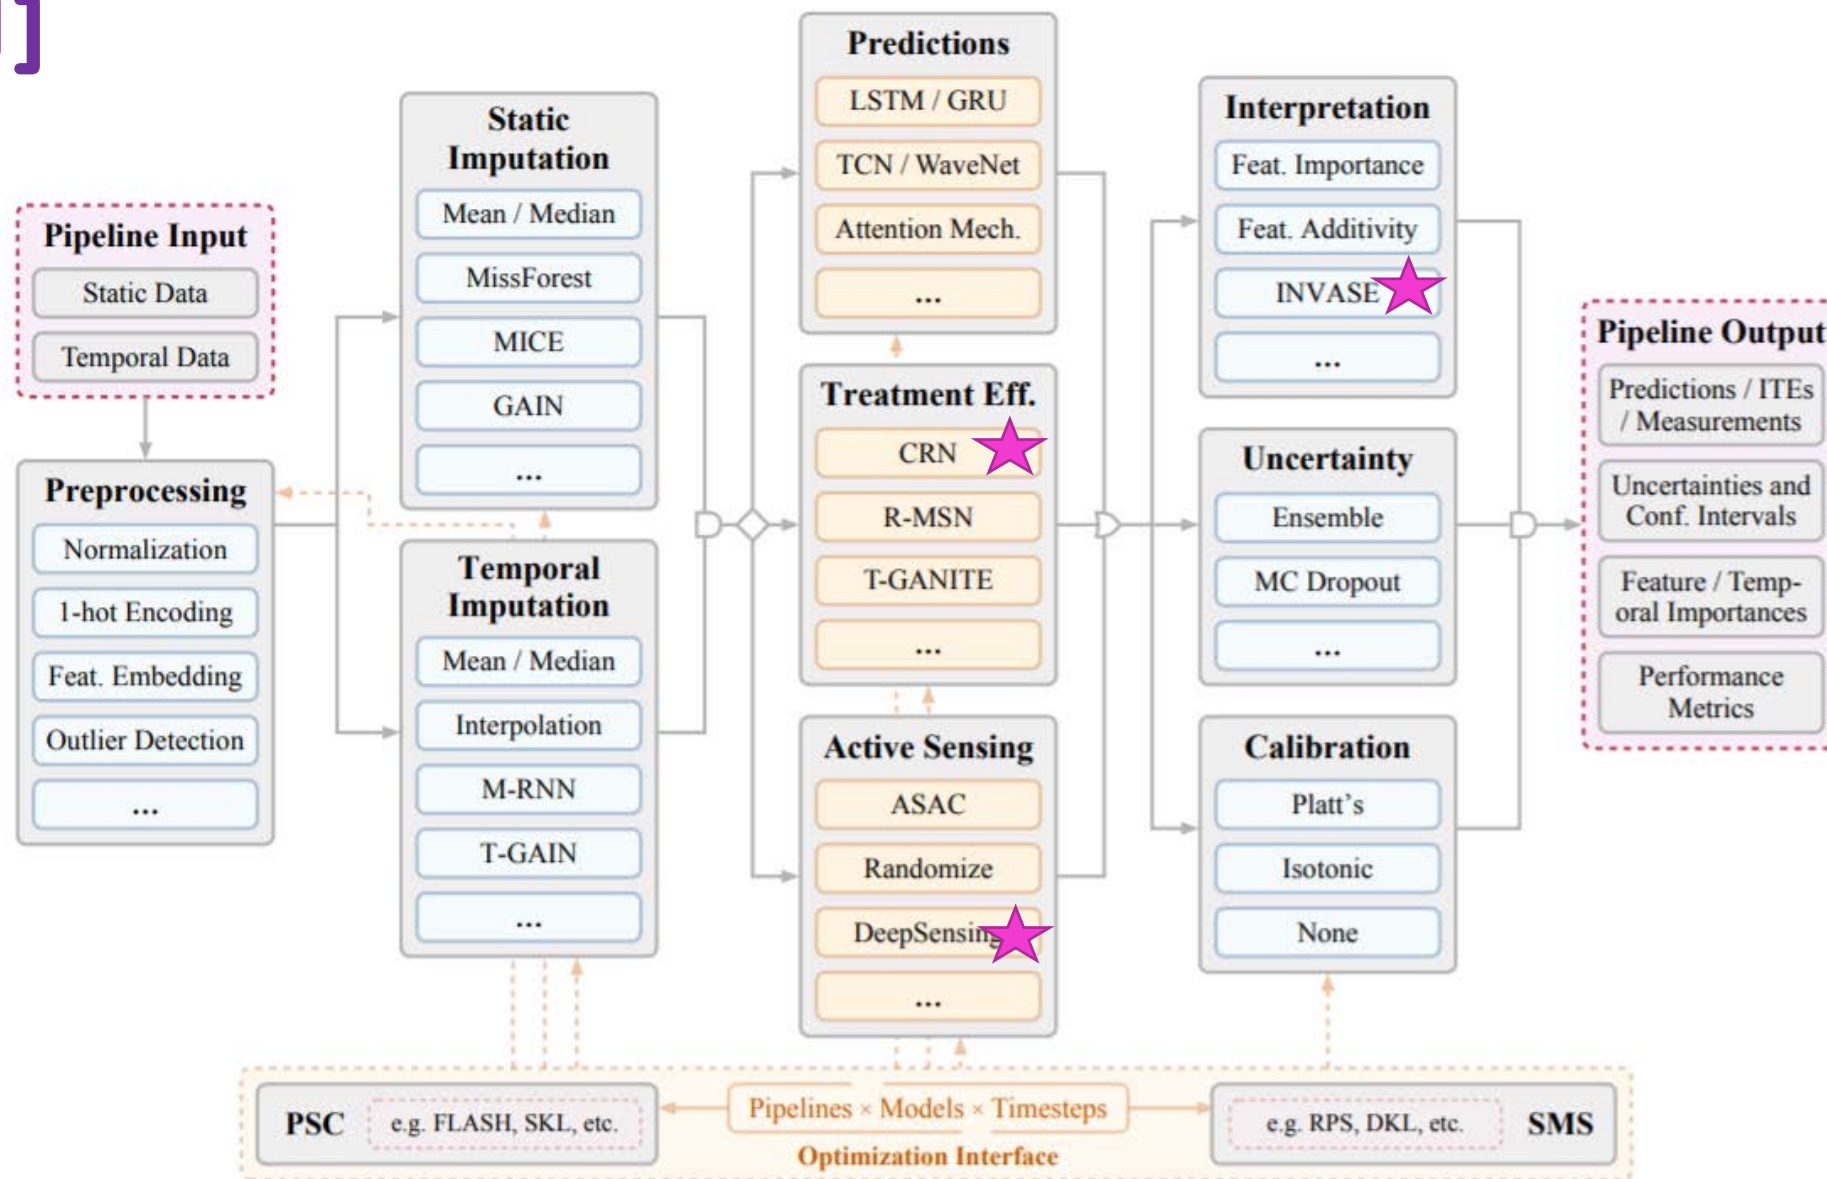 ]
Pipeline Input
Static Data
Temporal Data
Preprocessing
Normalization
1-hot Encoding
Feat. Embedding
Outlier Detection
...
Static
Imputation
Mean / Median
MissForest
MICE
GAIN
...
Temporal
Imputation
Mean / Median
Interpolation
M-RNN
T-GAIN
...
Predictions
LSTM / GRU
TCN / WaveNet
Attention Mech.
...
Treatment Eff.
CRN
R-MSN
T-GANITE
...
Active Sensing
ASAC
Randomize
DeepSensing
...
Interpretation
Feat. Importance
Feat. Additivity
INVASE
...
Uncertainty
Ensemble
MC Dropout
...
Calibration
Platt's
Isotonic
None
Pipeline Output
Predictions / ITEs
/ Measurements
Uncertainties and
Conf. Intervals
Feature / Temp-
oral Importances
Performance
Metrics
PSC
e.g. FLASH, SKL, etc.
Pipelines × Models × Timesteps
Optimization Interface
e.g. RPS, DKL, etc.
SMS